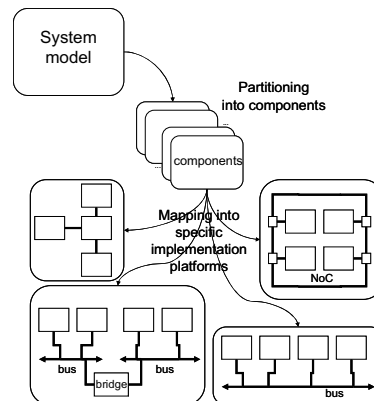 System
model
Partitioning
into components
...
...
components
Mapping into
specific
implementation
platforms
NoC
bus
bus
bridge
bus